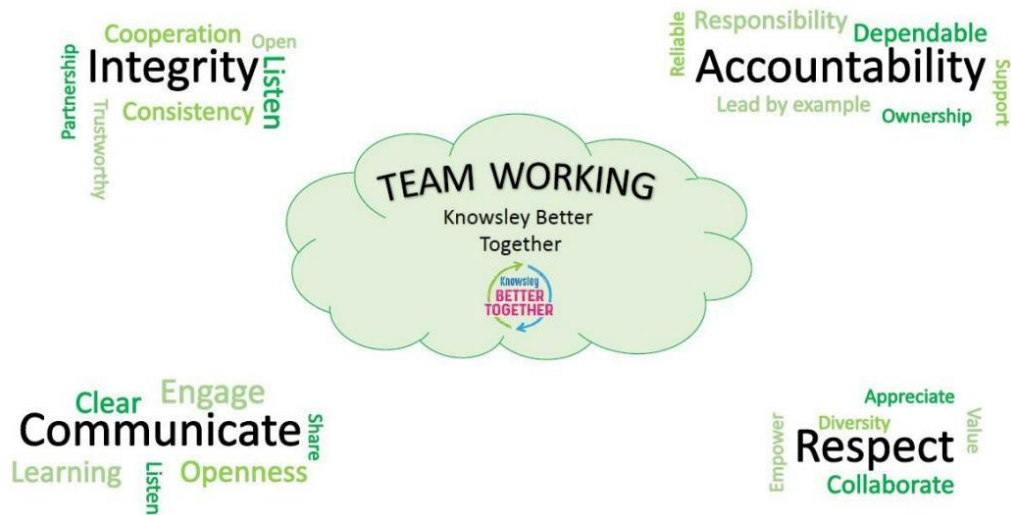 Cooperation
Open
Partnership
Integrity
Listen
Trustworthy
Consistency
Reliable
Responsibility
Dependable
Accountability
Support
Lead by example
Ownership
TEAM WORKING
Knowsley Better
Together
Knowsley
BETTER
TOGETHER
Clear
Engage
Communicate
Share
Learning
Listen
Openness
Appreciate
Empower
Diversity
Value
Respect
Collaborate